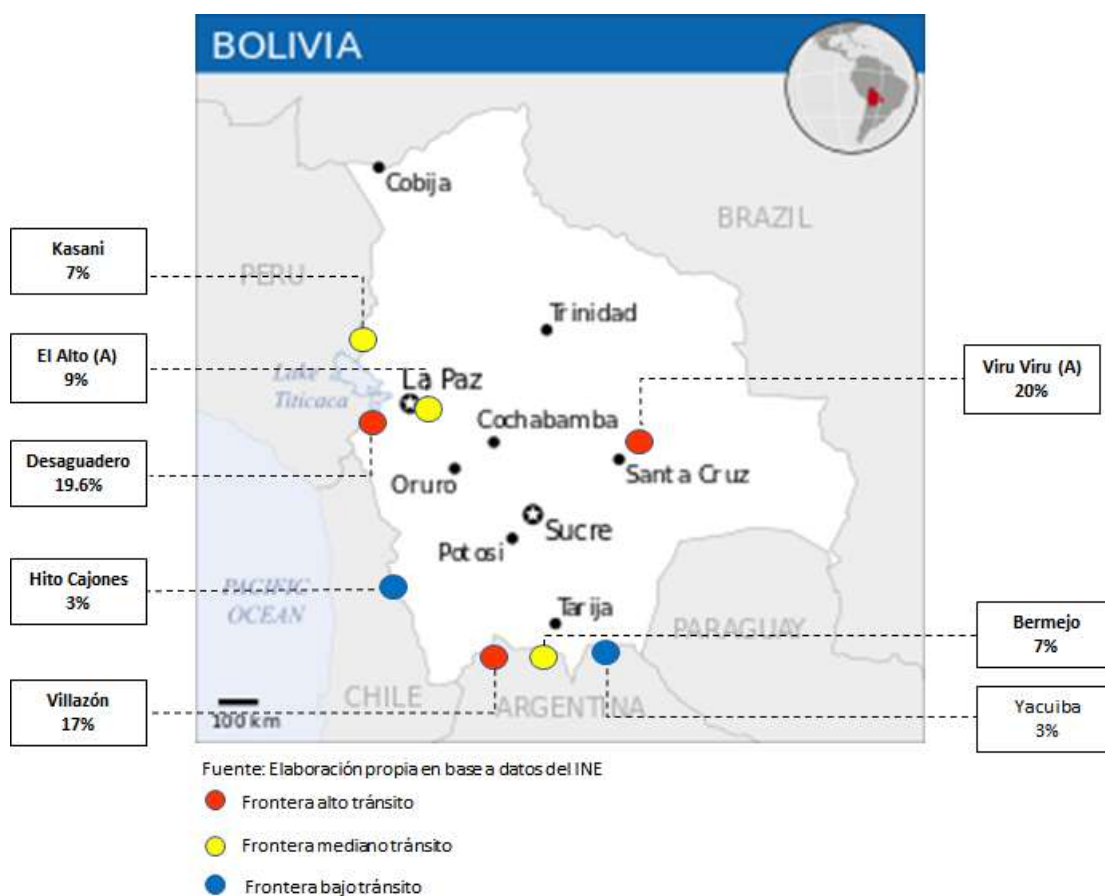 BOLIVIA
Cobija
BRAZIL
Kasani
7%
PERU
Trinidad
El Alto (A)
9%
Lake
Titicaca
La Paz
Viru Viru (A)
20%
Cochabamba
Desaguadero
19.6%
Oruro
Santa Cruz
Sucre
Potosi
Hito Cajones
3%
PACIFIC
OCEAN
Tarija
PARAGUAY
Bermejo
7%
Villazón
17%
CHILE
ARGENTINA
100 km
Yacuiba
3%
Fuente: Elaboración propia en base a datos del INE
Frontera alto tránsito
Frontera mediano tránsito
Frontera bajo tránsito